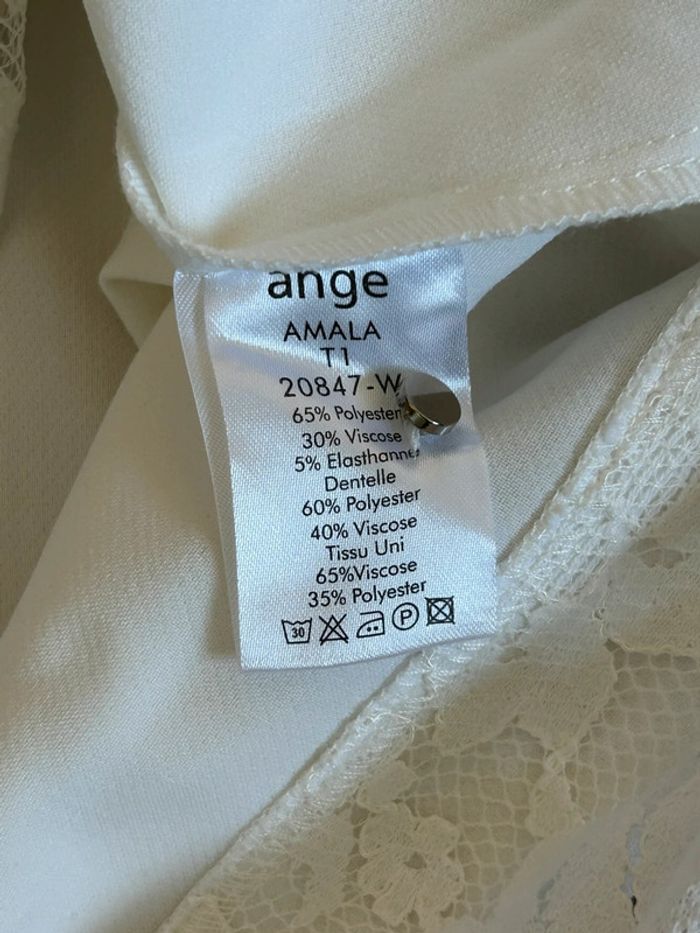 ange
AMALA
T1
20847-W
65% Polyester
30% Viscose
5% Elasthanne
Dentelle
60% Polyester
40% Viscose
Tissu Uni
65%Viscose
35% Polyester
30
P